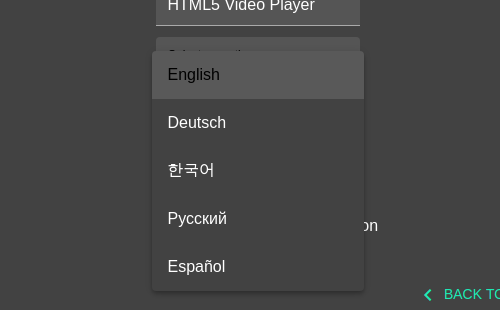 HTML5 Video Player
English
Deutsch
한국어
Русский
Español
on
BACK TO